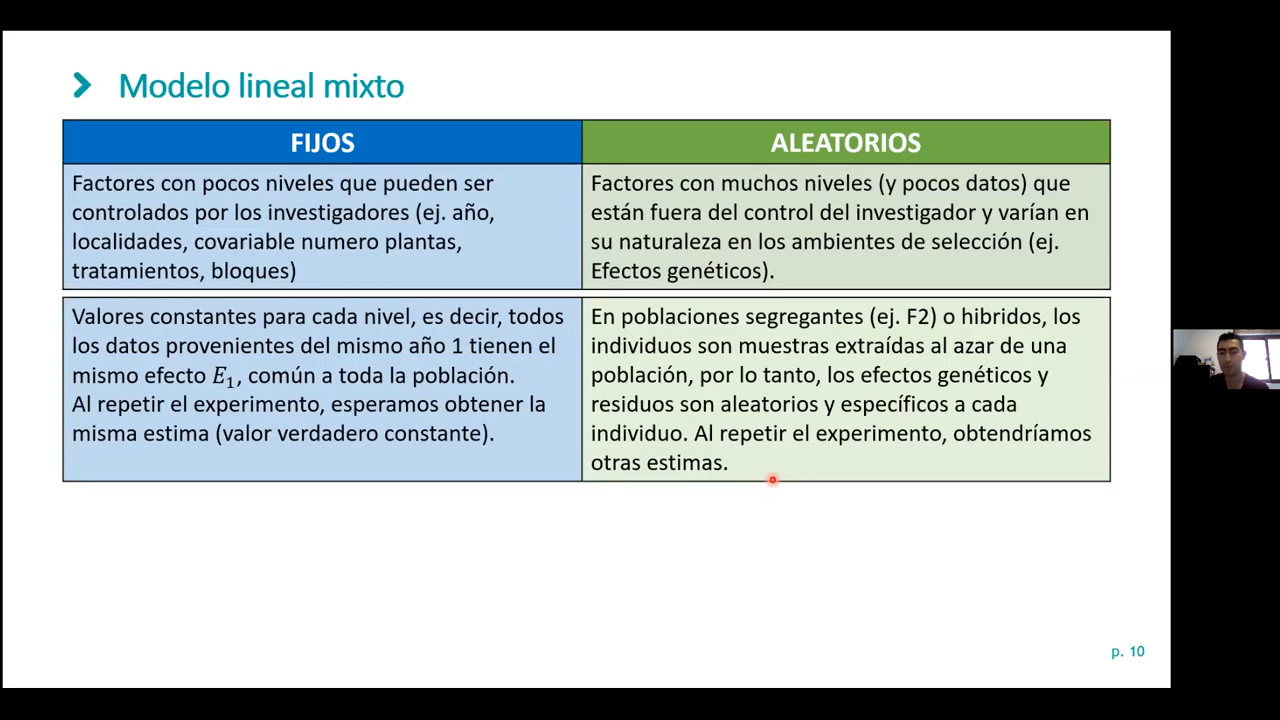 Modelo lineal mixto
FIJOS
ALEATORIOS
Factores con pocos niveles que pueden ser
controlados por los investigadores (ej. año,
localidades, covariable numero plantas,
tratamientos, bloques)
Factores con muchos niveles (y pocos datos) que
están fuera del control del investigador y varían en
su naturaleza en los ambientes de selección (ej.
Efectos genéticos).
Valores constantes para cada nivel, es decir, todos
los datos provenientes del mismo año 1 tienen el
mismo efecto E₁, común a toda la población.
Al repetir el experimento, esperamos obtener la
misma estima (valor verdadero constante).
En poblaciones segregantes (ej. F2) o hibridos, los
individuos son muestras extraídas al azar de una
población, por lo tanto, los efectos genéticos y
residuos son aleatorios y específicos a cada
individuo. Al repetir el experimento, obtendríamos
otras estimas.
p. 10